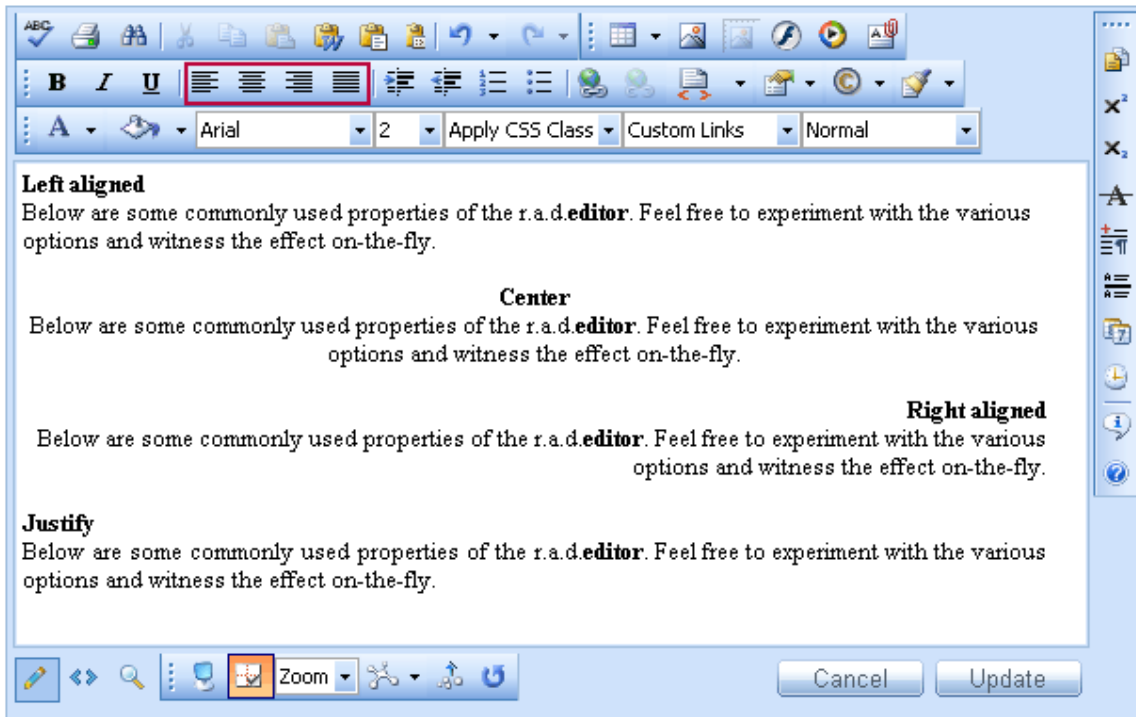 ABC
B I U
A Arial 2 Apply CSS Class Custom Links Normal
Left aligned
Below are some commonly used properties of the r.a.d.editor. Feel free to experiment with the various
options and witness the effect on-the-fly.
Center
Below are some commonly used properties of the r.a.d.editor. Feel free to experiment with the various
options and witness the effect on-the-fly.
Right aligned
Below are some commonly used properties of the r.a.d.editor. Feel free to experiment with the various
options and witness the effect on-the-fly.
Justify
Below are some commonly used properties of the r.a.d.editor. Feel free to experiment with the various
options and witness the effect on-the-fly.
Zoom
Cancel Update